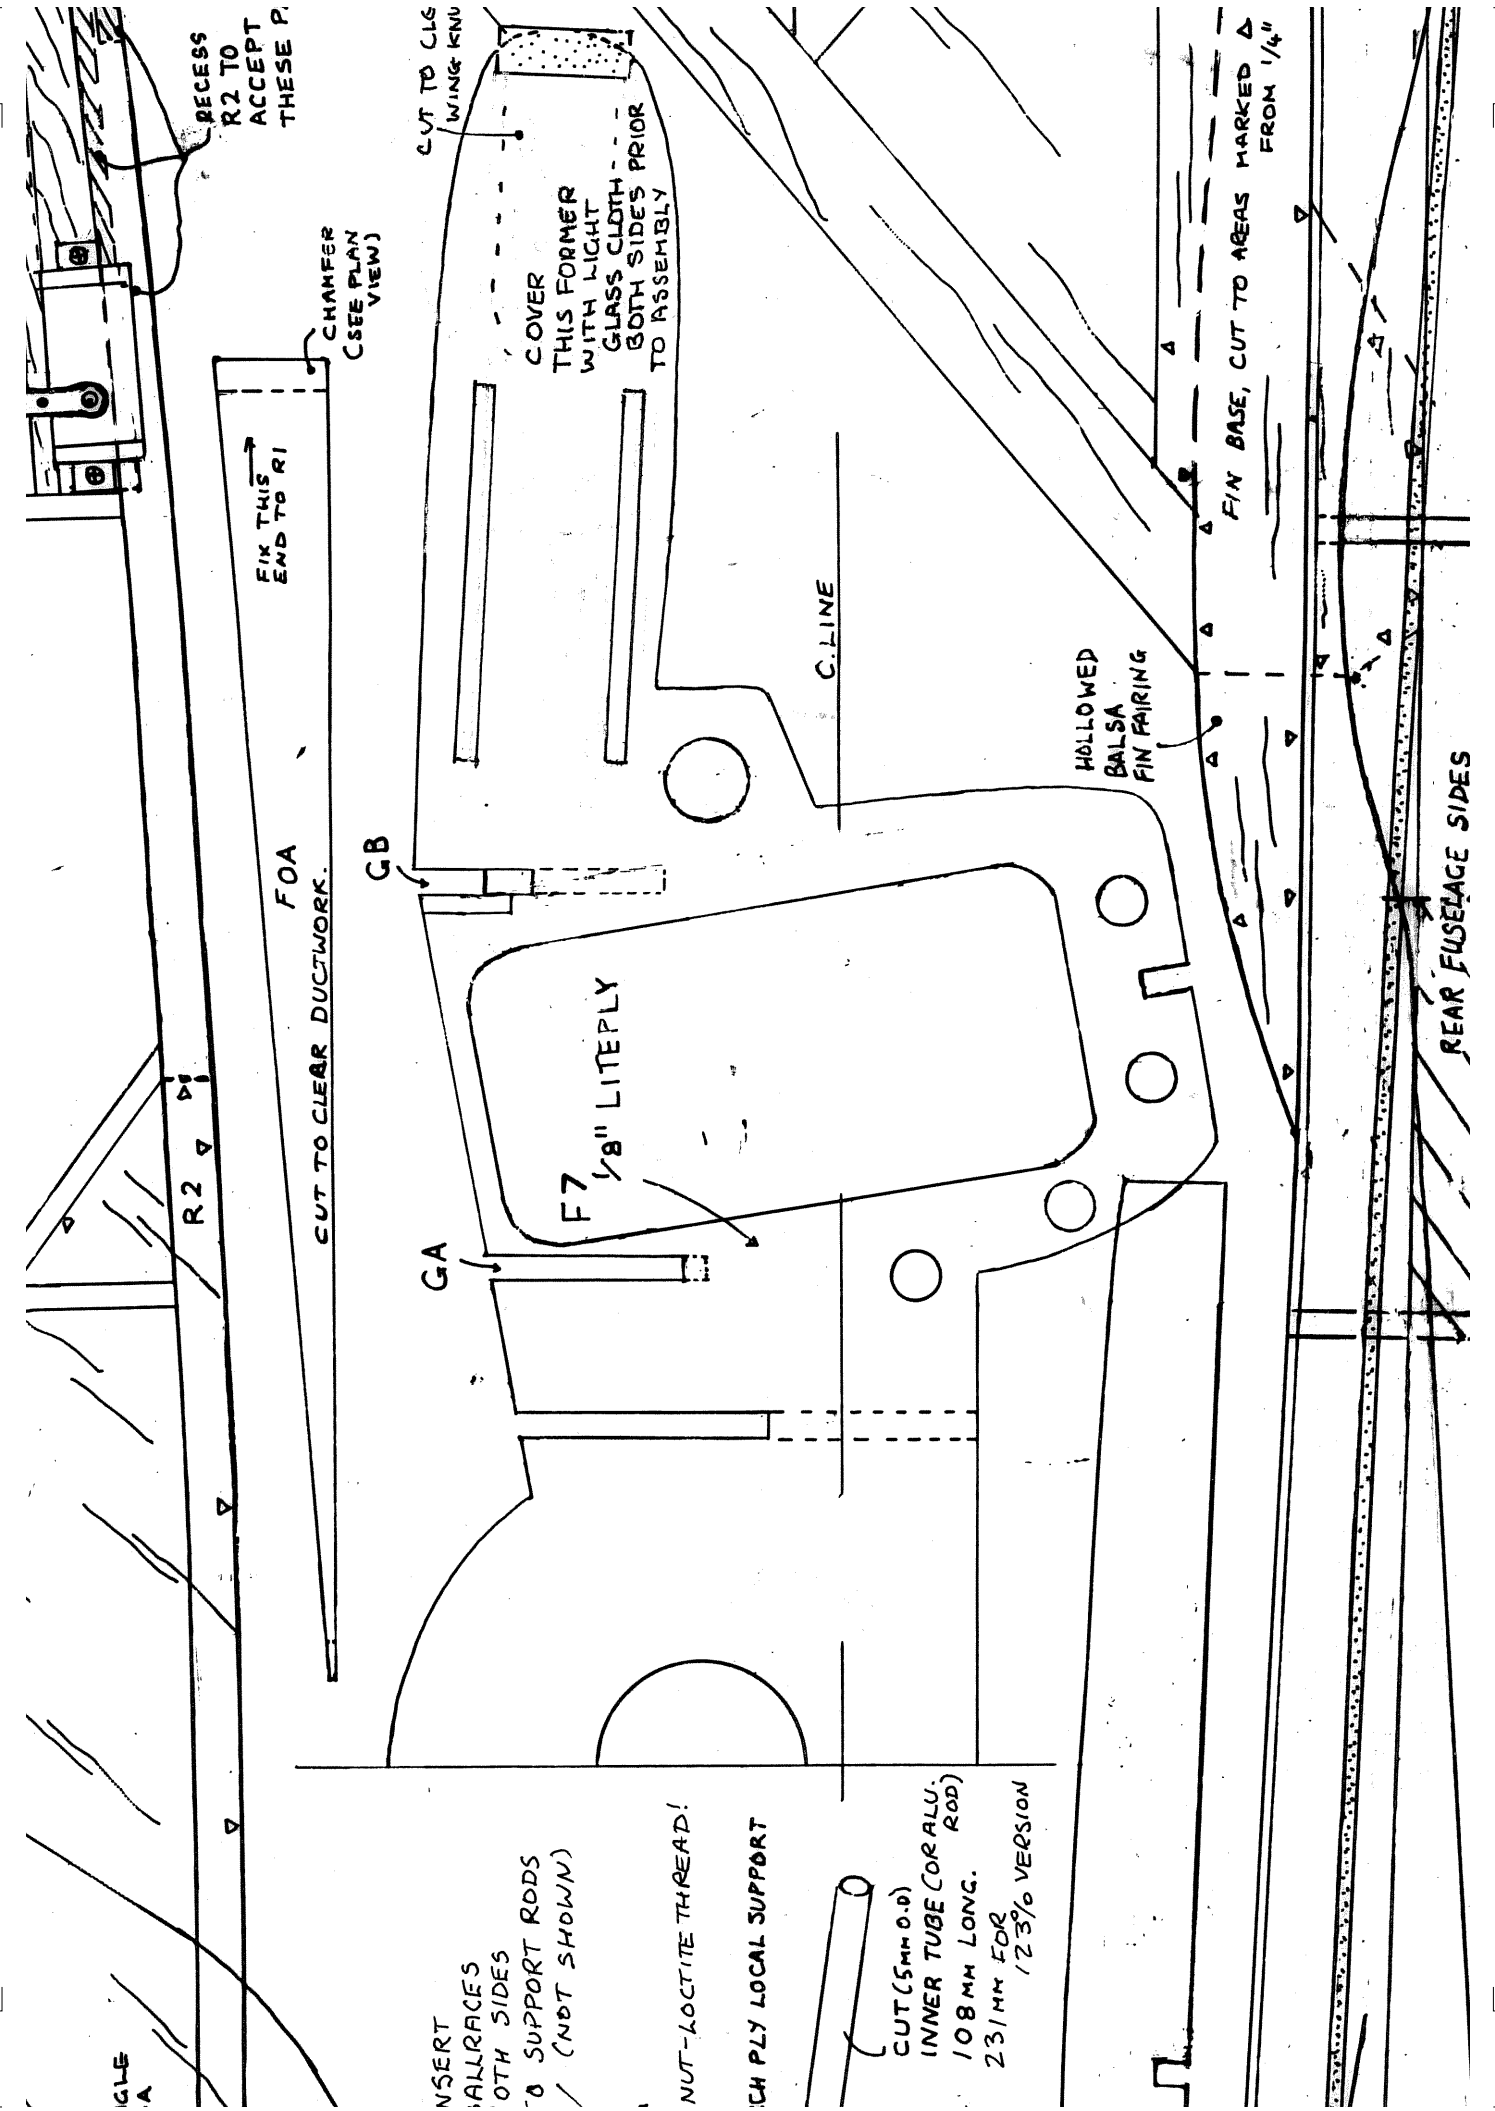 RECESS
R2 TO
ACCEPT
THESE
CUT TO
WING
CHAMFER
(SEE PLAN
VIEW)
COVER
THIS FORMER
WITH LIGHT
GLASS CLOTH
BOTH SIDES PRIOR
TO ASSEMBLY
FIN BASE, CUT TO AREAS MARKED Δ
FROM 1/4"
FIX THIS
END TO R1
C.LINE
HOLLOWED
BALSA
FIN FAIRING
FOA
CUT TO CLEAR DUCTWORK.
GB
REAR FUSELAGE SIDES
R2
F7
1/8" LITEPLY
GA
NSERT
ALLRACES
OTH SIDES
SUPPORT RODS
(NOT SHOWN)
NUT-LOCTITE THREAD!
CH PLY LOCAL SUPPORT
CUT (5MM O.D)
INNER TUBE (OR ALU.
ROD)
108MM LONG.
231MM FOR
123% VERSION
GLE
A